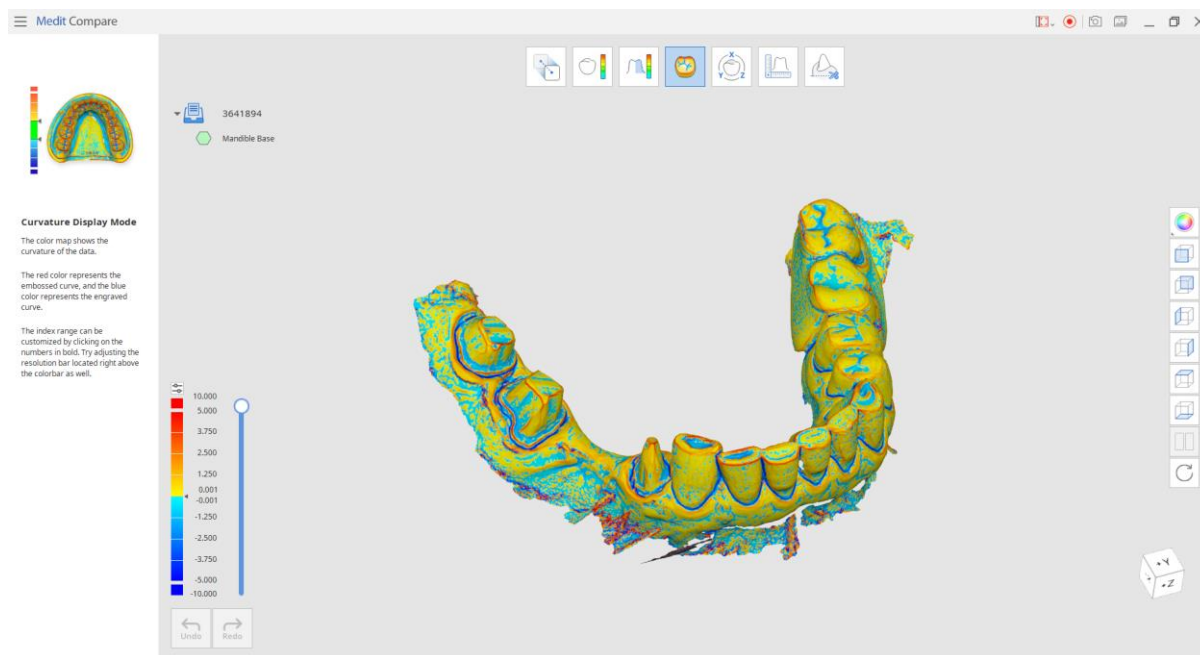 Medit Compare
3641894
Mandible Base
Curvature Display Mode
The color map shows the
curvature of the data.
The red color represents the
embossed curve, and the blue
color represents the engraved
curve.
The index range can be
customized by clicking on the
numbers in bold. Try adjusting the
resolution bar located right above
the colorbar as well.
10.000
5.000
3.750
2.500
1.250
0.001
-0.001
-1.250
-2.500
-3.750
-5.000
-10.000
Undo
Redo
X
Y
Z
+Y
+Z